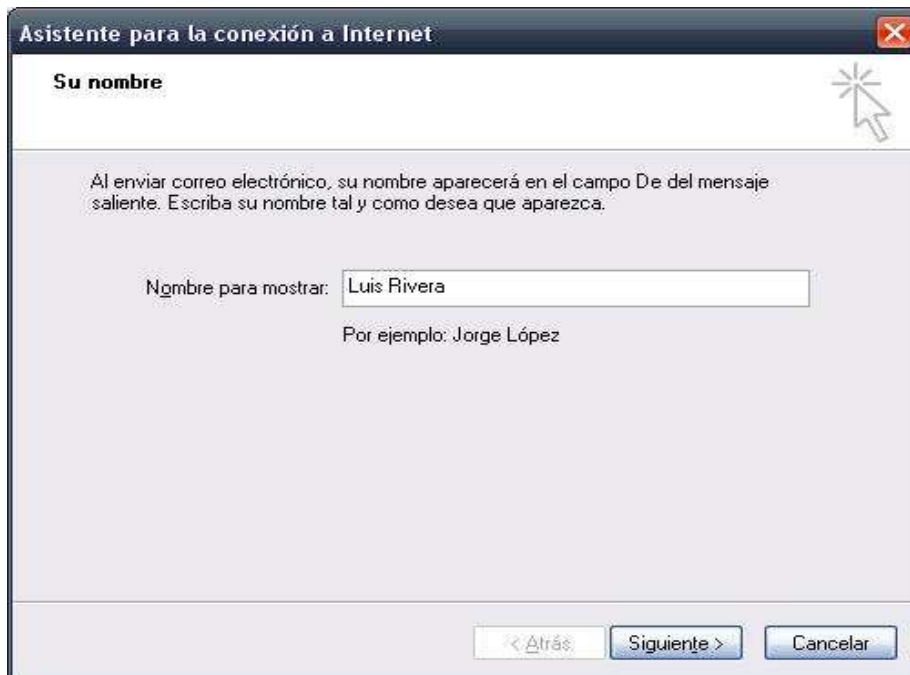 Asistente para la conexión a Internet
Su nombre
Al enviar correo electrónico, su nombre aparecerá en el campo De del mensaje
saliente. Escriba su nombre tal y como desea que aparezca.
Nombre para mostrar: Luis Rivera
Por ejemplo: Jorge López
< Atrás Siguiente > Cancelar